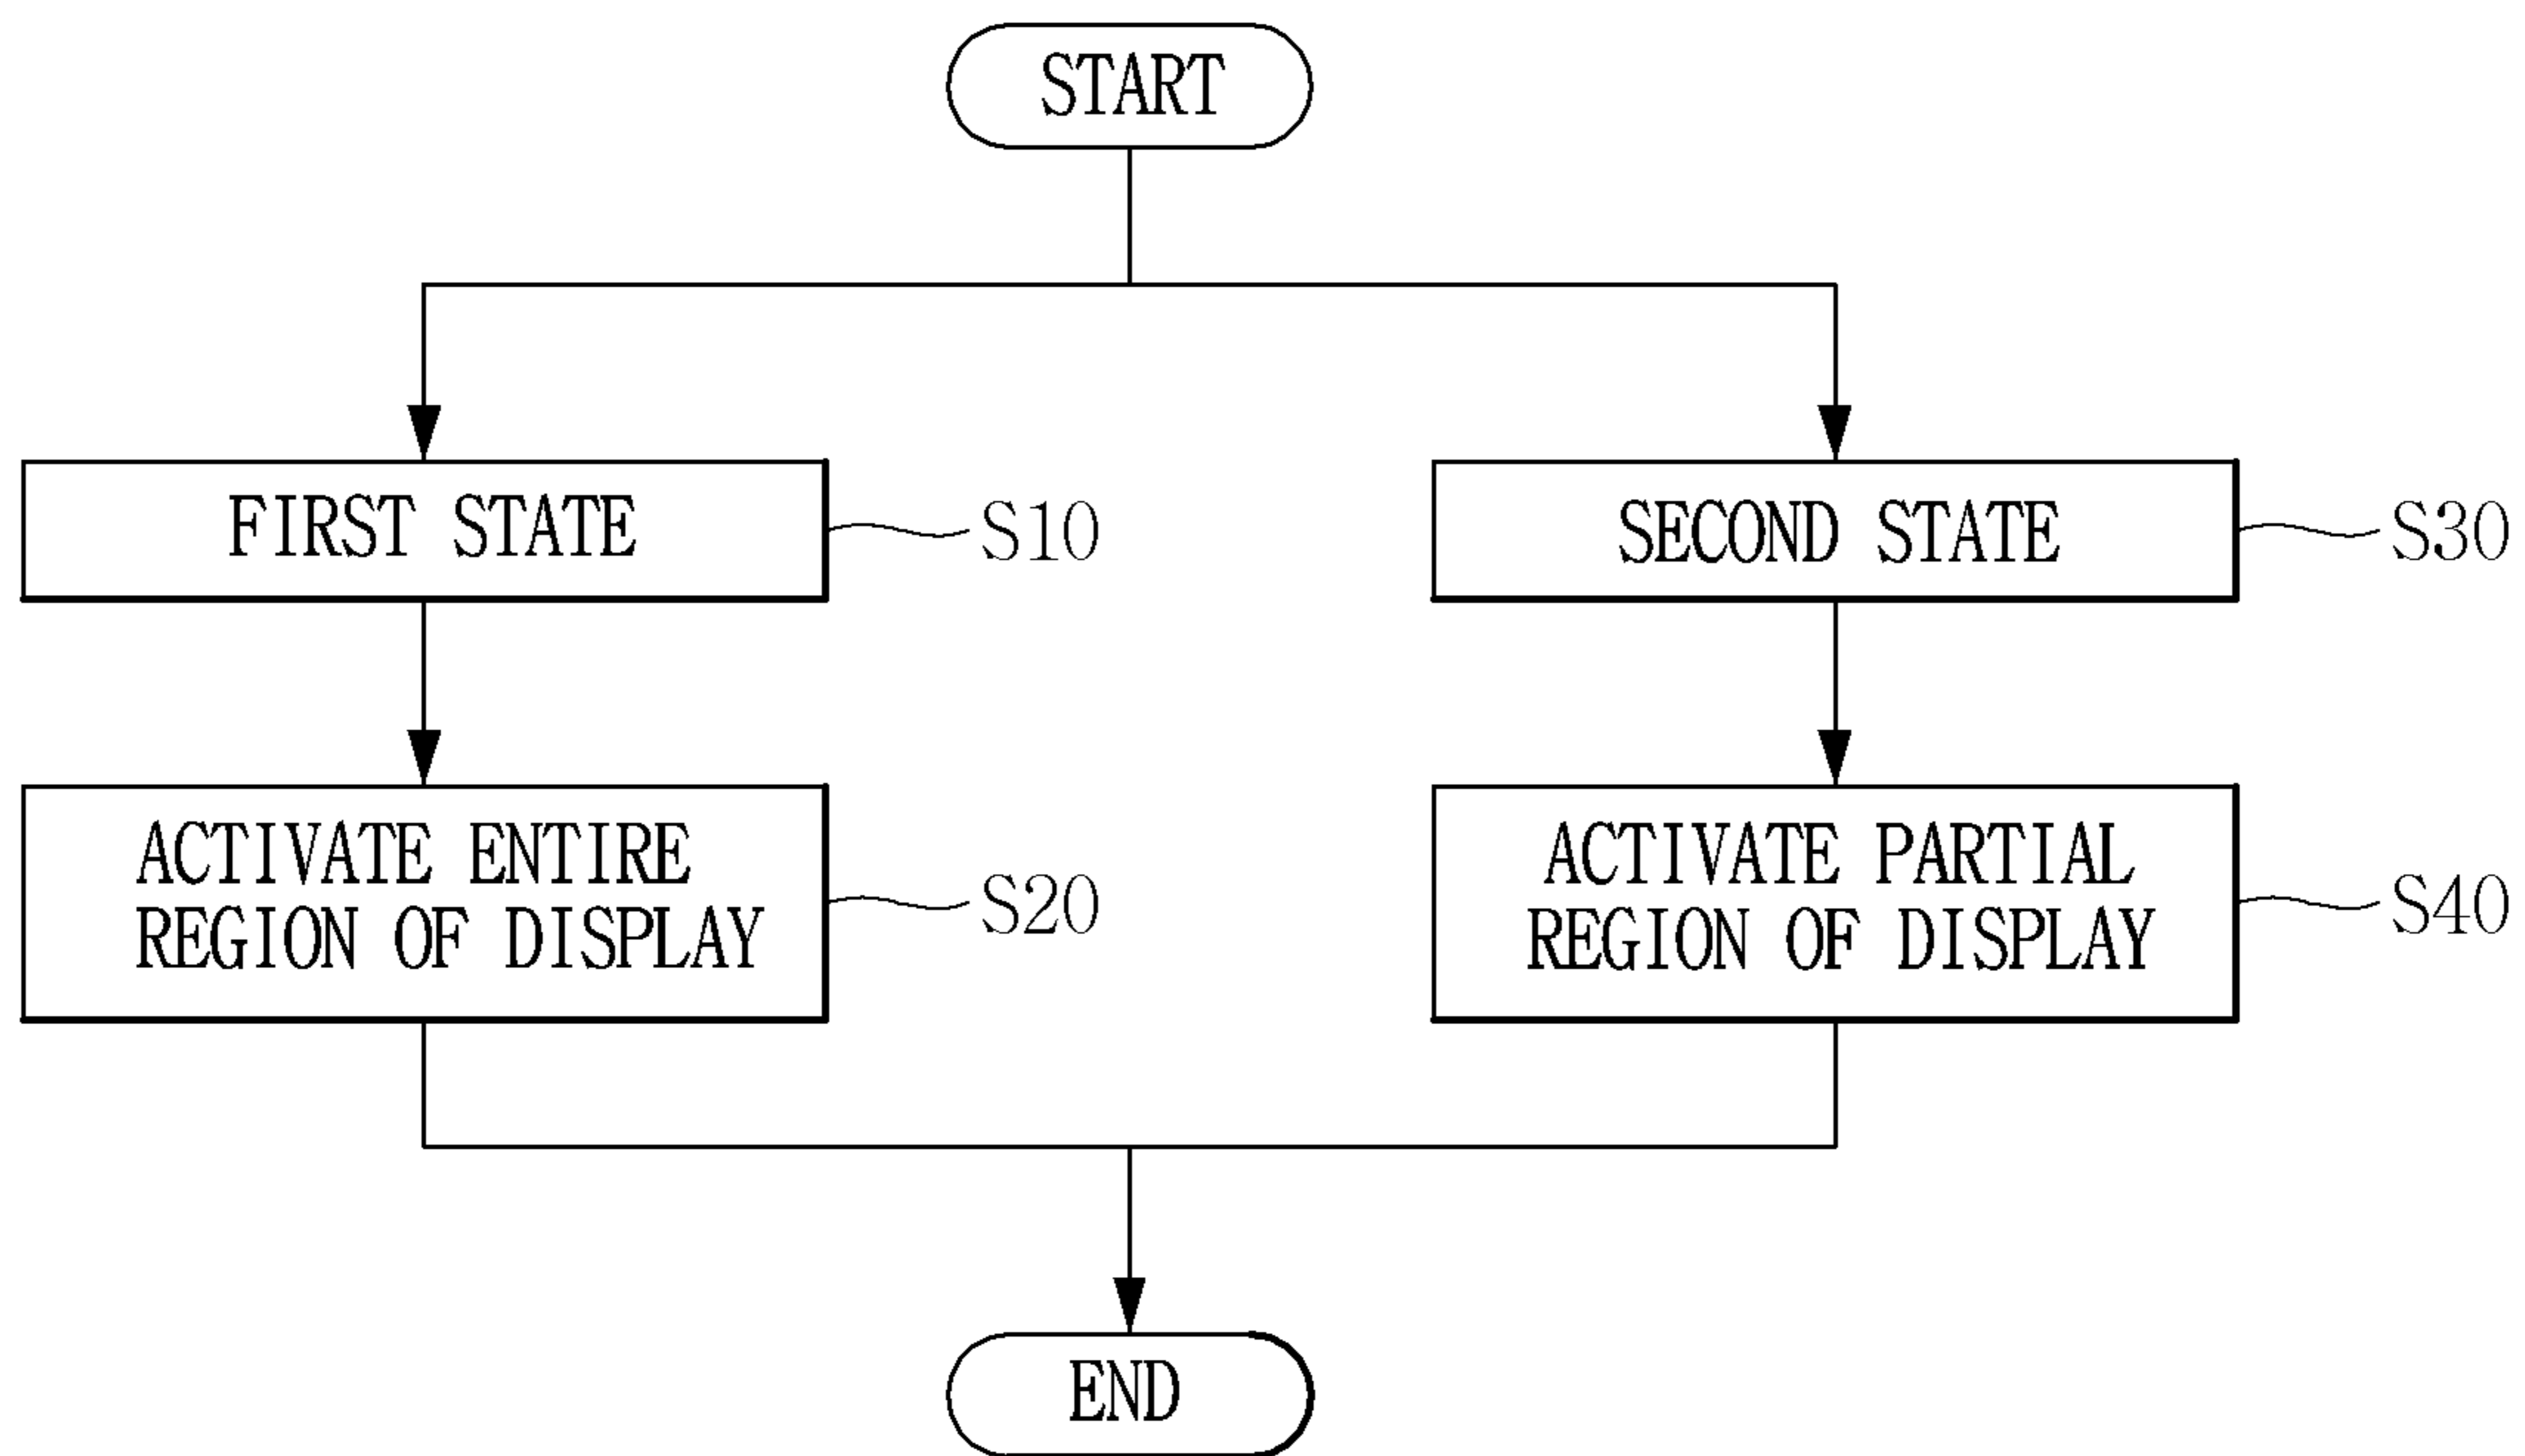 START
FIRST STATE
S10
SECOND STATE
S30
ACTIVATE ENTIRE
REGION OF DISPLAY
S20
ACTIVATE PARTIAL
REGION OF DISPLAY
S40
END